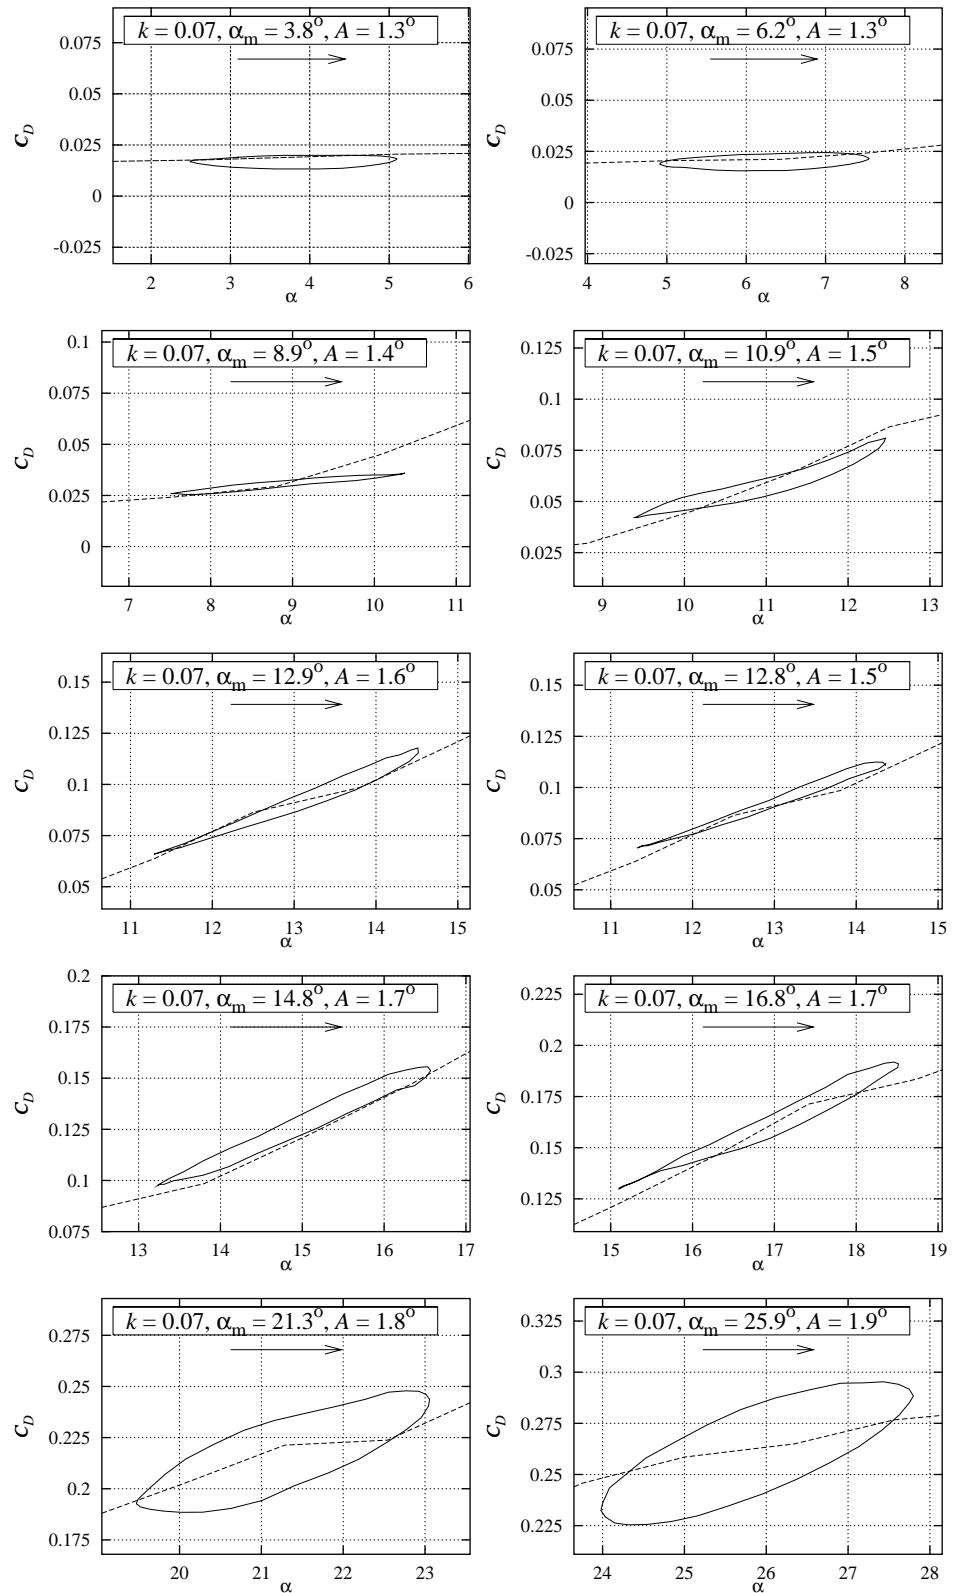 k = 0.07, αm = 3.8°, A = 1.3°
0.075
0.05
0.025
0
-0.025
CD
2 3 4 5 6
α
k = 0.07, αm = 6.2°, A = 1.3°
0.075
0.05
0.025
0
-0.025
CD
4 5 6 7 8
α
k = 0.07, αm = 8.9°, A = 1.4°
0.1
0.075
0.05
0.025
0
CD
7 8 9 10 11
α
k = 0.07, αm = 10.9°, A = 1.5°
0.125
0.1
0.075
0.05
0.025
CD
9 10 11 12 13
α
k = 0.07, αm = 12.9°, A = 1.6°
0.15
0.125
0.1
0.075
0.05
CD
11 12 13 14 15
α
k = 0.07, αm = 12.8°, A = 1.5°
0.15
0.125
0.1
0.075
0.05
CD
11 12 13 14 15
α
k = 0.07, αm = 14.8°, A = 1.7°
0.2
0.175
0.15
0.125
0.1
0.075
CD
13 14 15 16 17
α
k = 0.07, αm = 16.8°, A = 1.7°
0.225
0.2
0.175
0.15
0.125
CD
15 16 17 18 19
α
k = 0.07, αm = 21.3°, A = 1.8°
0.275
0.25
0.225
0.2
0.175
CD
20 21 22 23
α
k = 0.07, αm = 25.9°, A = 1.9°
0.325
0.3
0.275
0.25
0.225
CD
24 25 26 27 28
α